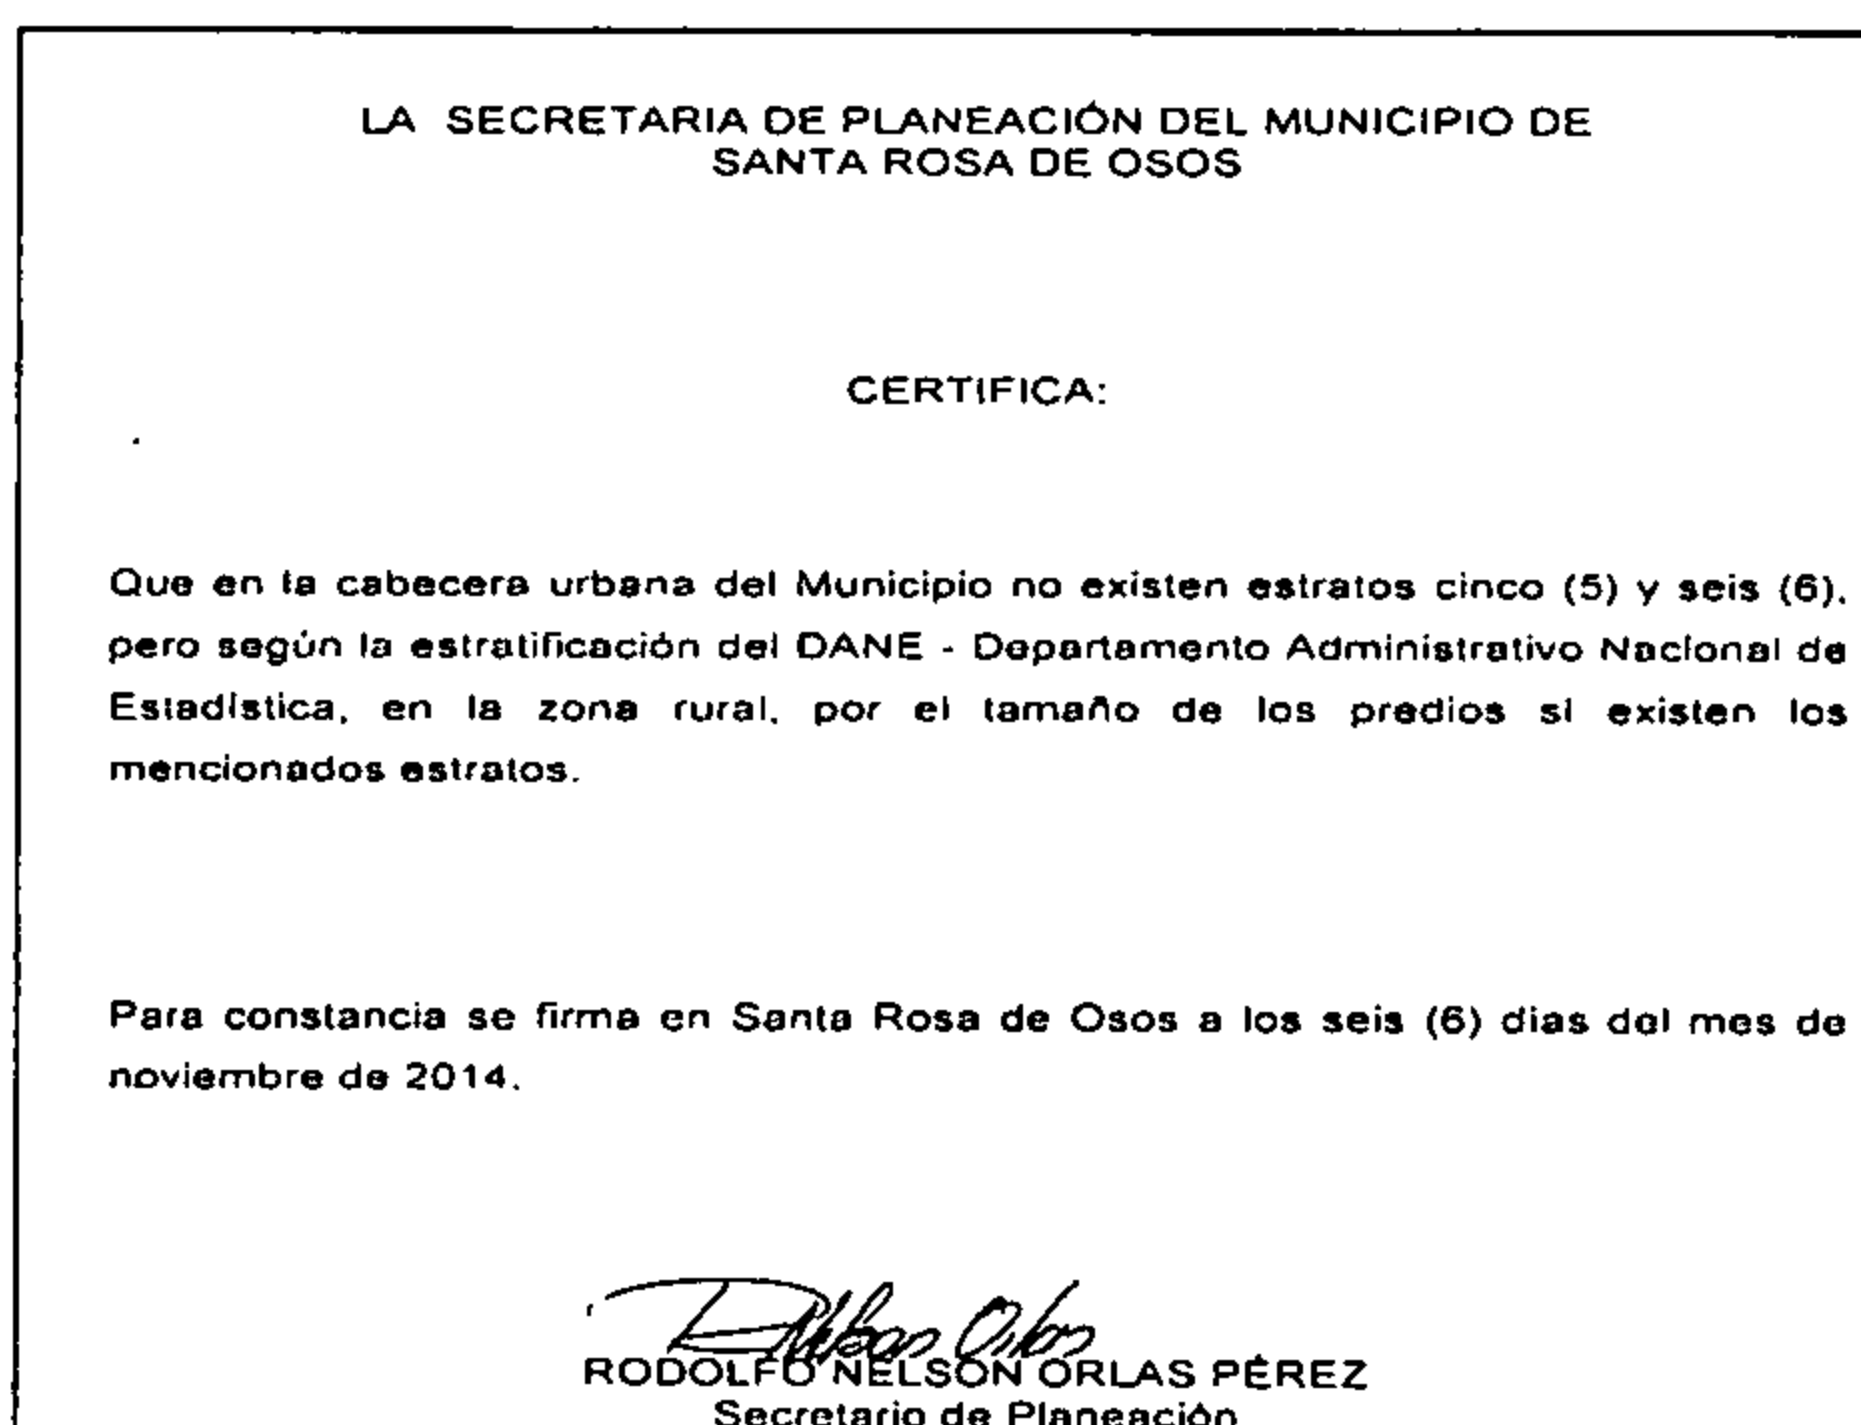 LA SECRETARIA DE PLANEACIÓN DEL MUNICIPIO DE
SANTA ROSA DE OSOS
CERTIFICA:
Que en la cabecera urbana del Municipio no existen estratos cinco (5) y seis (6),
pero según la estratificación del DANE - Departamento Administrativo Nacional de
Estadística, en la zona rural, por el tamaño de los predios sí existen los
mencionados estratos.
Para constancia se firma en Santa Rosa de Osos a los seis (6) dias del mes de
noviembre de 2014.
RODOLFO NELSON ORLAS PÉREZ
Secretario de Planeación